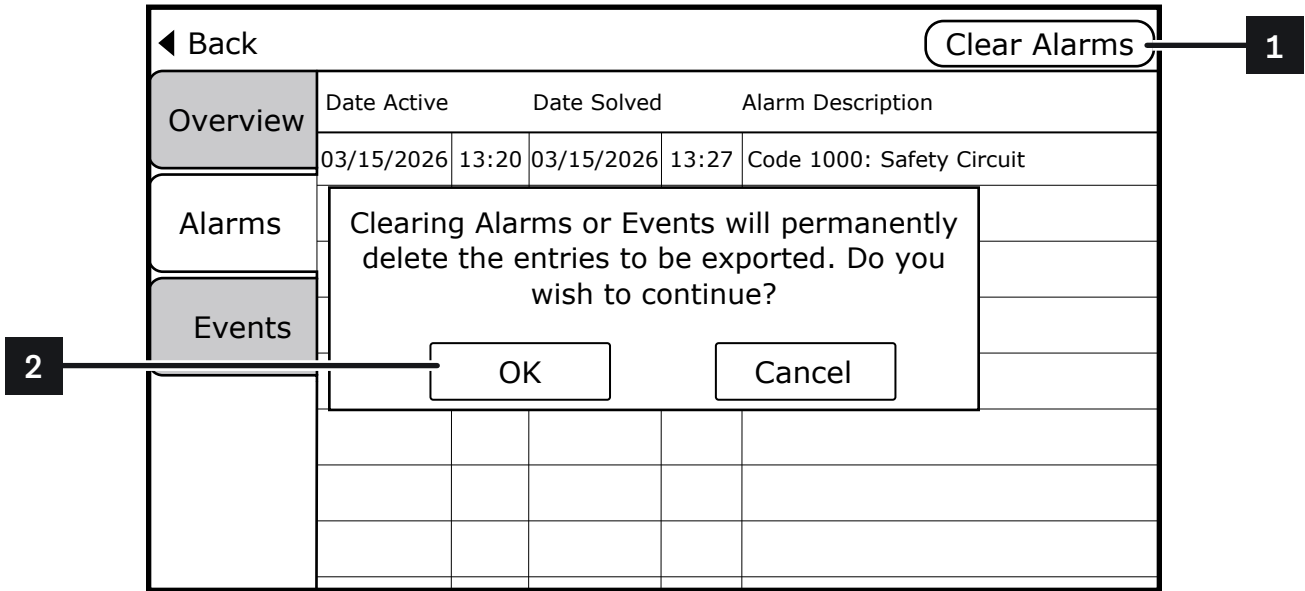 Back
Clear Alarms
1
Overview
Date Active Date Solved Alarm Description
03/15/2026 13:20 03/15/2026 13:27 Code 1000: Safety Circuit
Alarms
Clearing Alarms or Events will permanently
delete the entries to be exported. Do you
wish to continue?
Events
2
OK Cancel